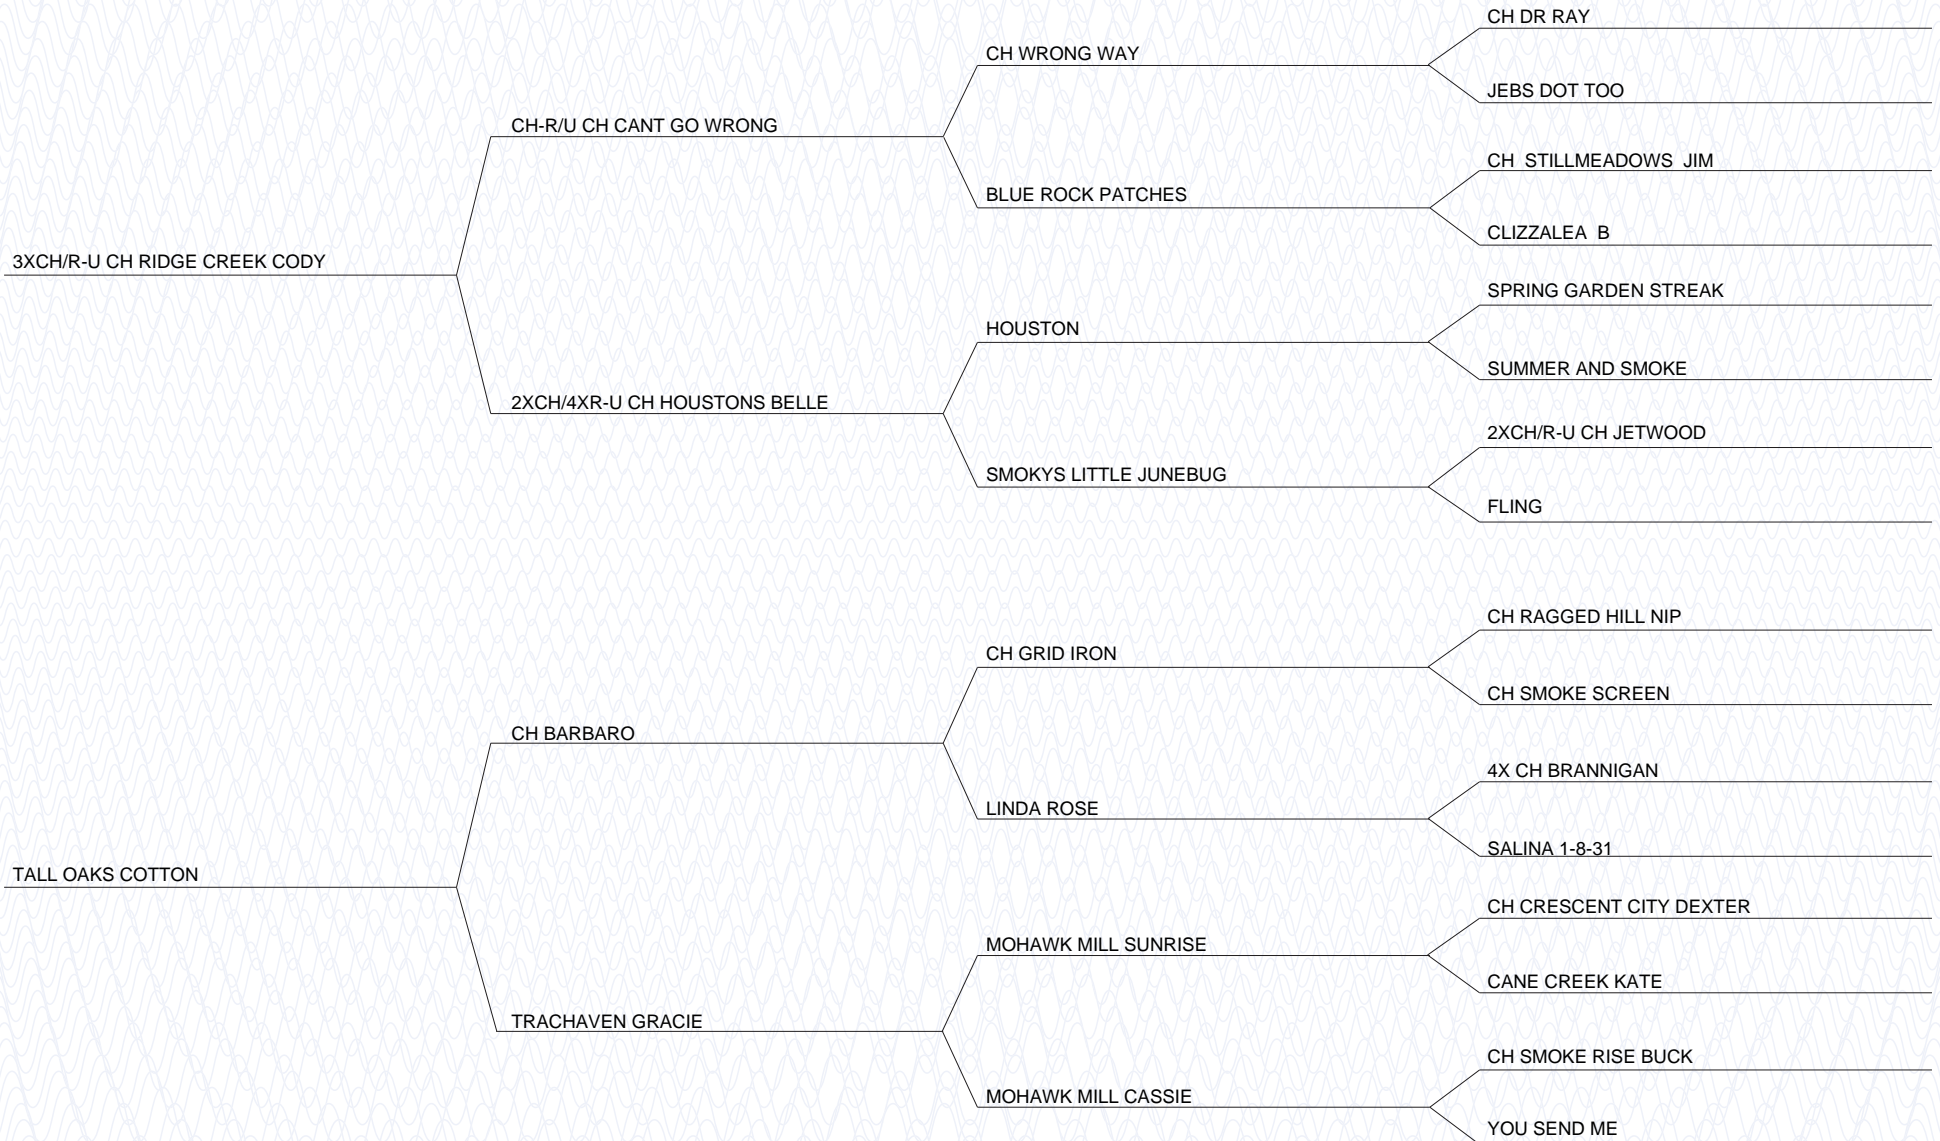 CH DR RAY
CH WRONG WAY
JEBS DOT TOO
CH-R/U CH CANT GO WRONG
CH  STILLMEADOWS  JIM
BLUE ROCK PATCHES
CLIZZALEA  B
3XCH/R-U CH RIDGE CREEK CODY
SPRING GARDEN STREAK
HOUSTON
SUMMER AND SMOKE
2XCH/4XR-U CH HOUSTONS BELLE
2XCH/R-U CH JETWOOD
SMOKYS LITTLE JUNEBUG
FLING
CH RAGGED HILL NIP
CH GRID IRON
CH SMOKE SCREEN
CH BARBARO
4X CH BRANNIGAN
LINDA ROSE
SALINA 1-8-31
TALL OAKS COTTON
CH CRESCENT CITY DEXTER
MOHAWK MILL SUNRISE
CANE CREEK KATE
TRACHAVEN GRACIE
CH SMOKE RISE BUCK
MOHAWK MILL CASSIE
YOU SEND ME